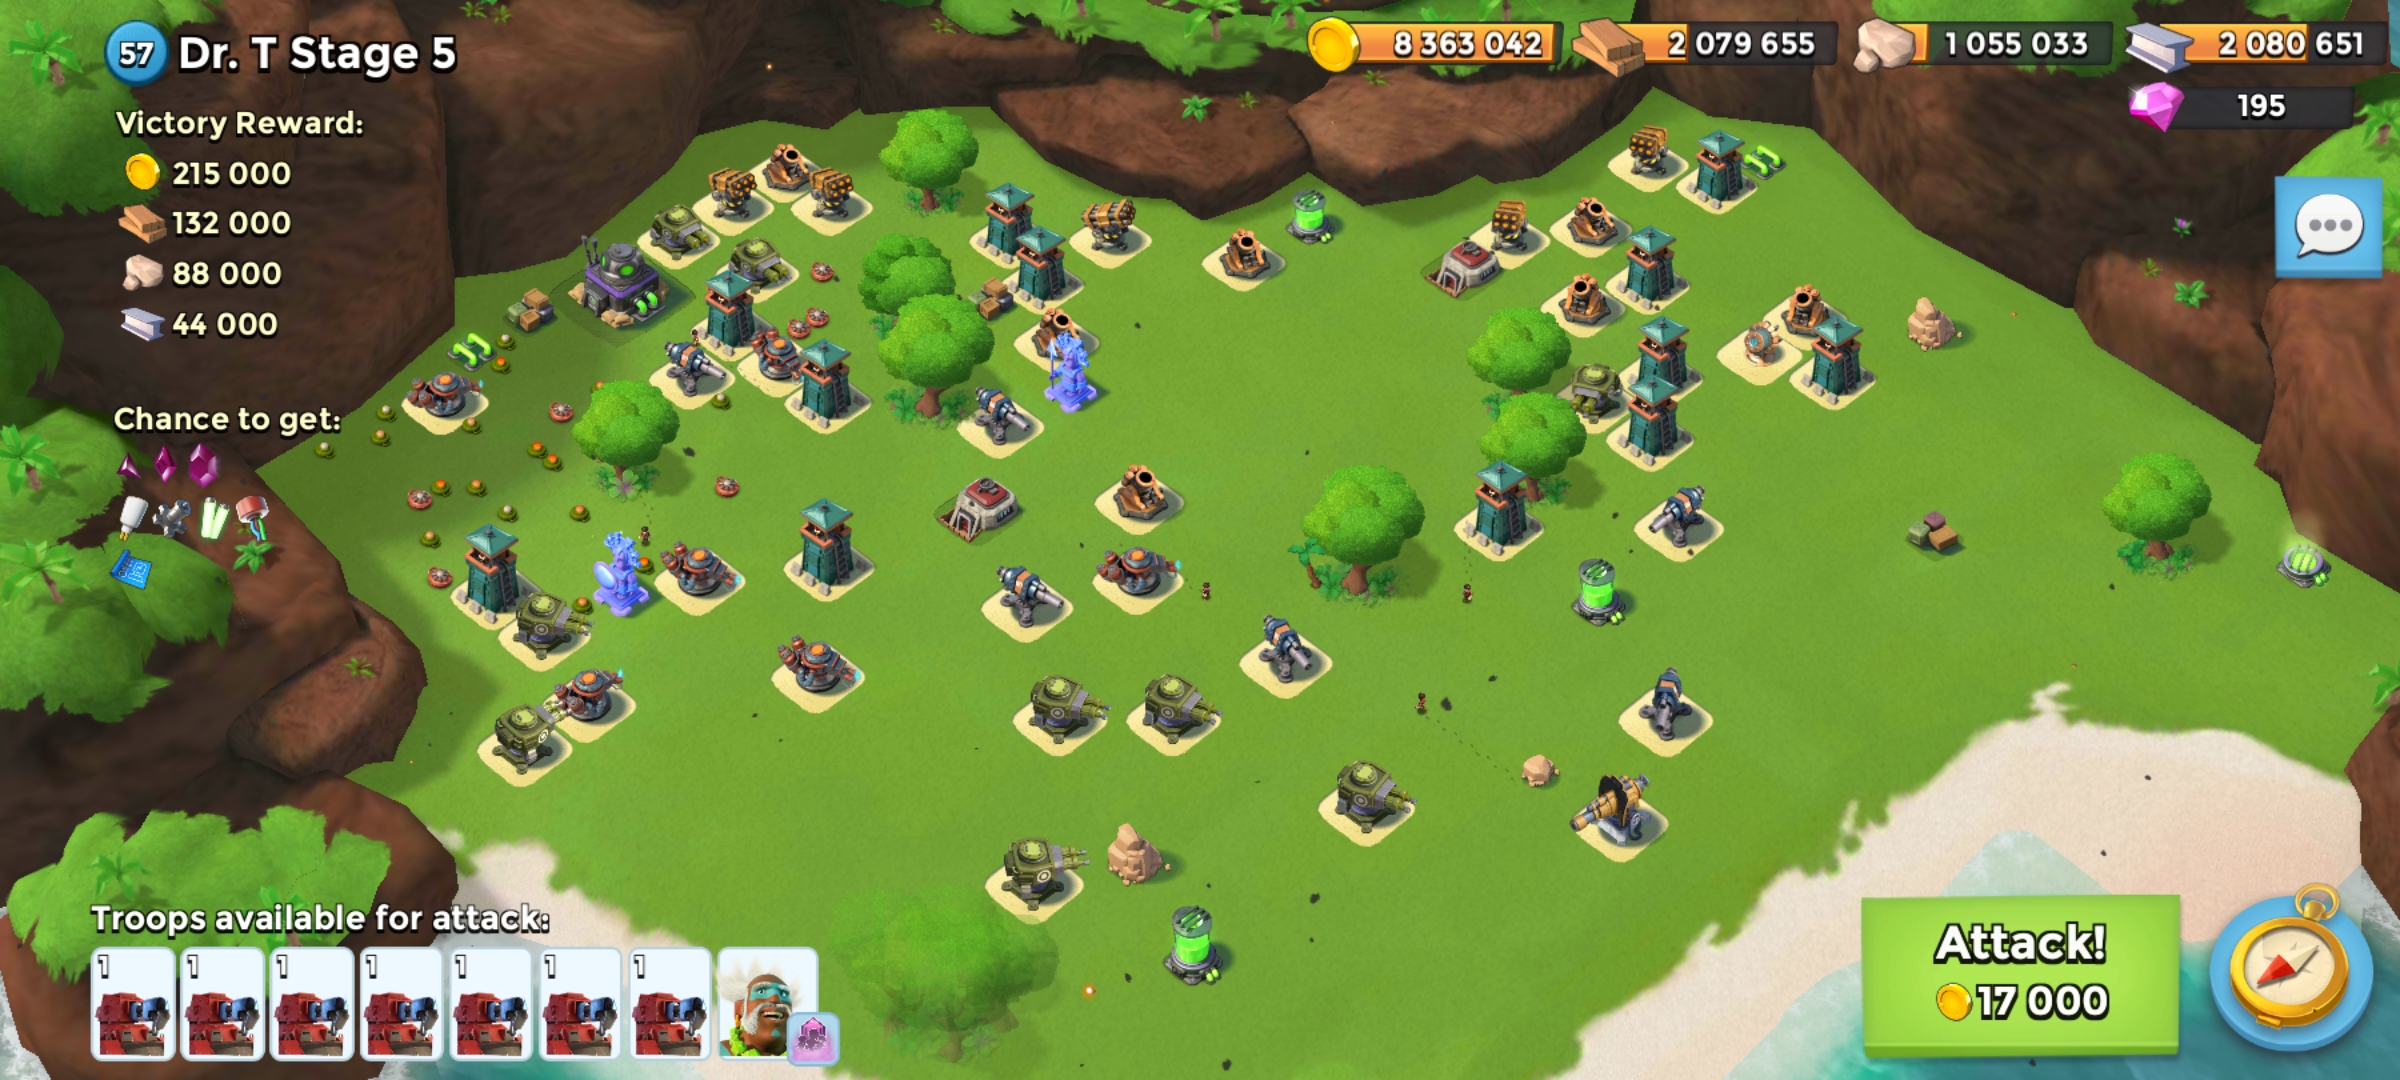 57 Dr. T Stage 5
8 363 042
2 079 655
1 055 033
2 080 651
195
Victory Reward:
215 000
132 000
88 000
44 000
Chance to get:
Troops available for attack:
1
1
1
1
1
1
1
Attack!
17 000